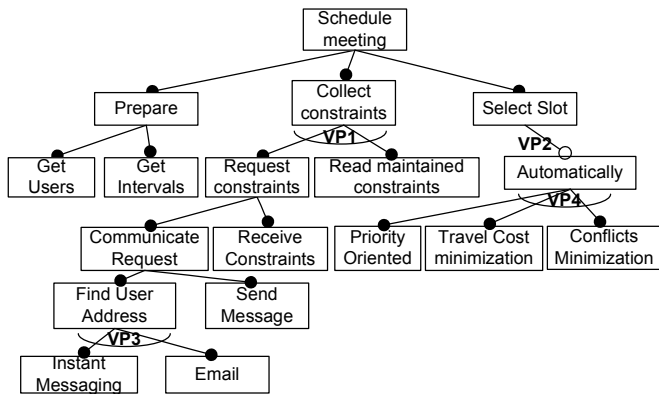 Schedule
meeting
Prepare
Collect
constraints
Select Slot
VP1
VP2
Get
Users
Get
Intervals
Request
constraints
Read maintained
constraints
Automatically
VP4
Communicate
Request
Receive
Constraints
Priority
Oriented
Travel Cost
minimization
Conflicts
Minimization
Find User
Address
Send
Message
VP3
Instant
Messaging
Email